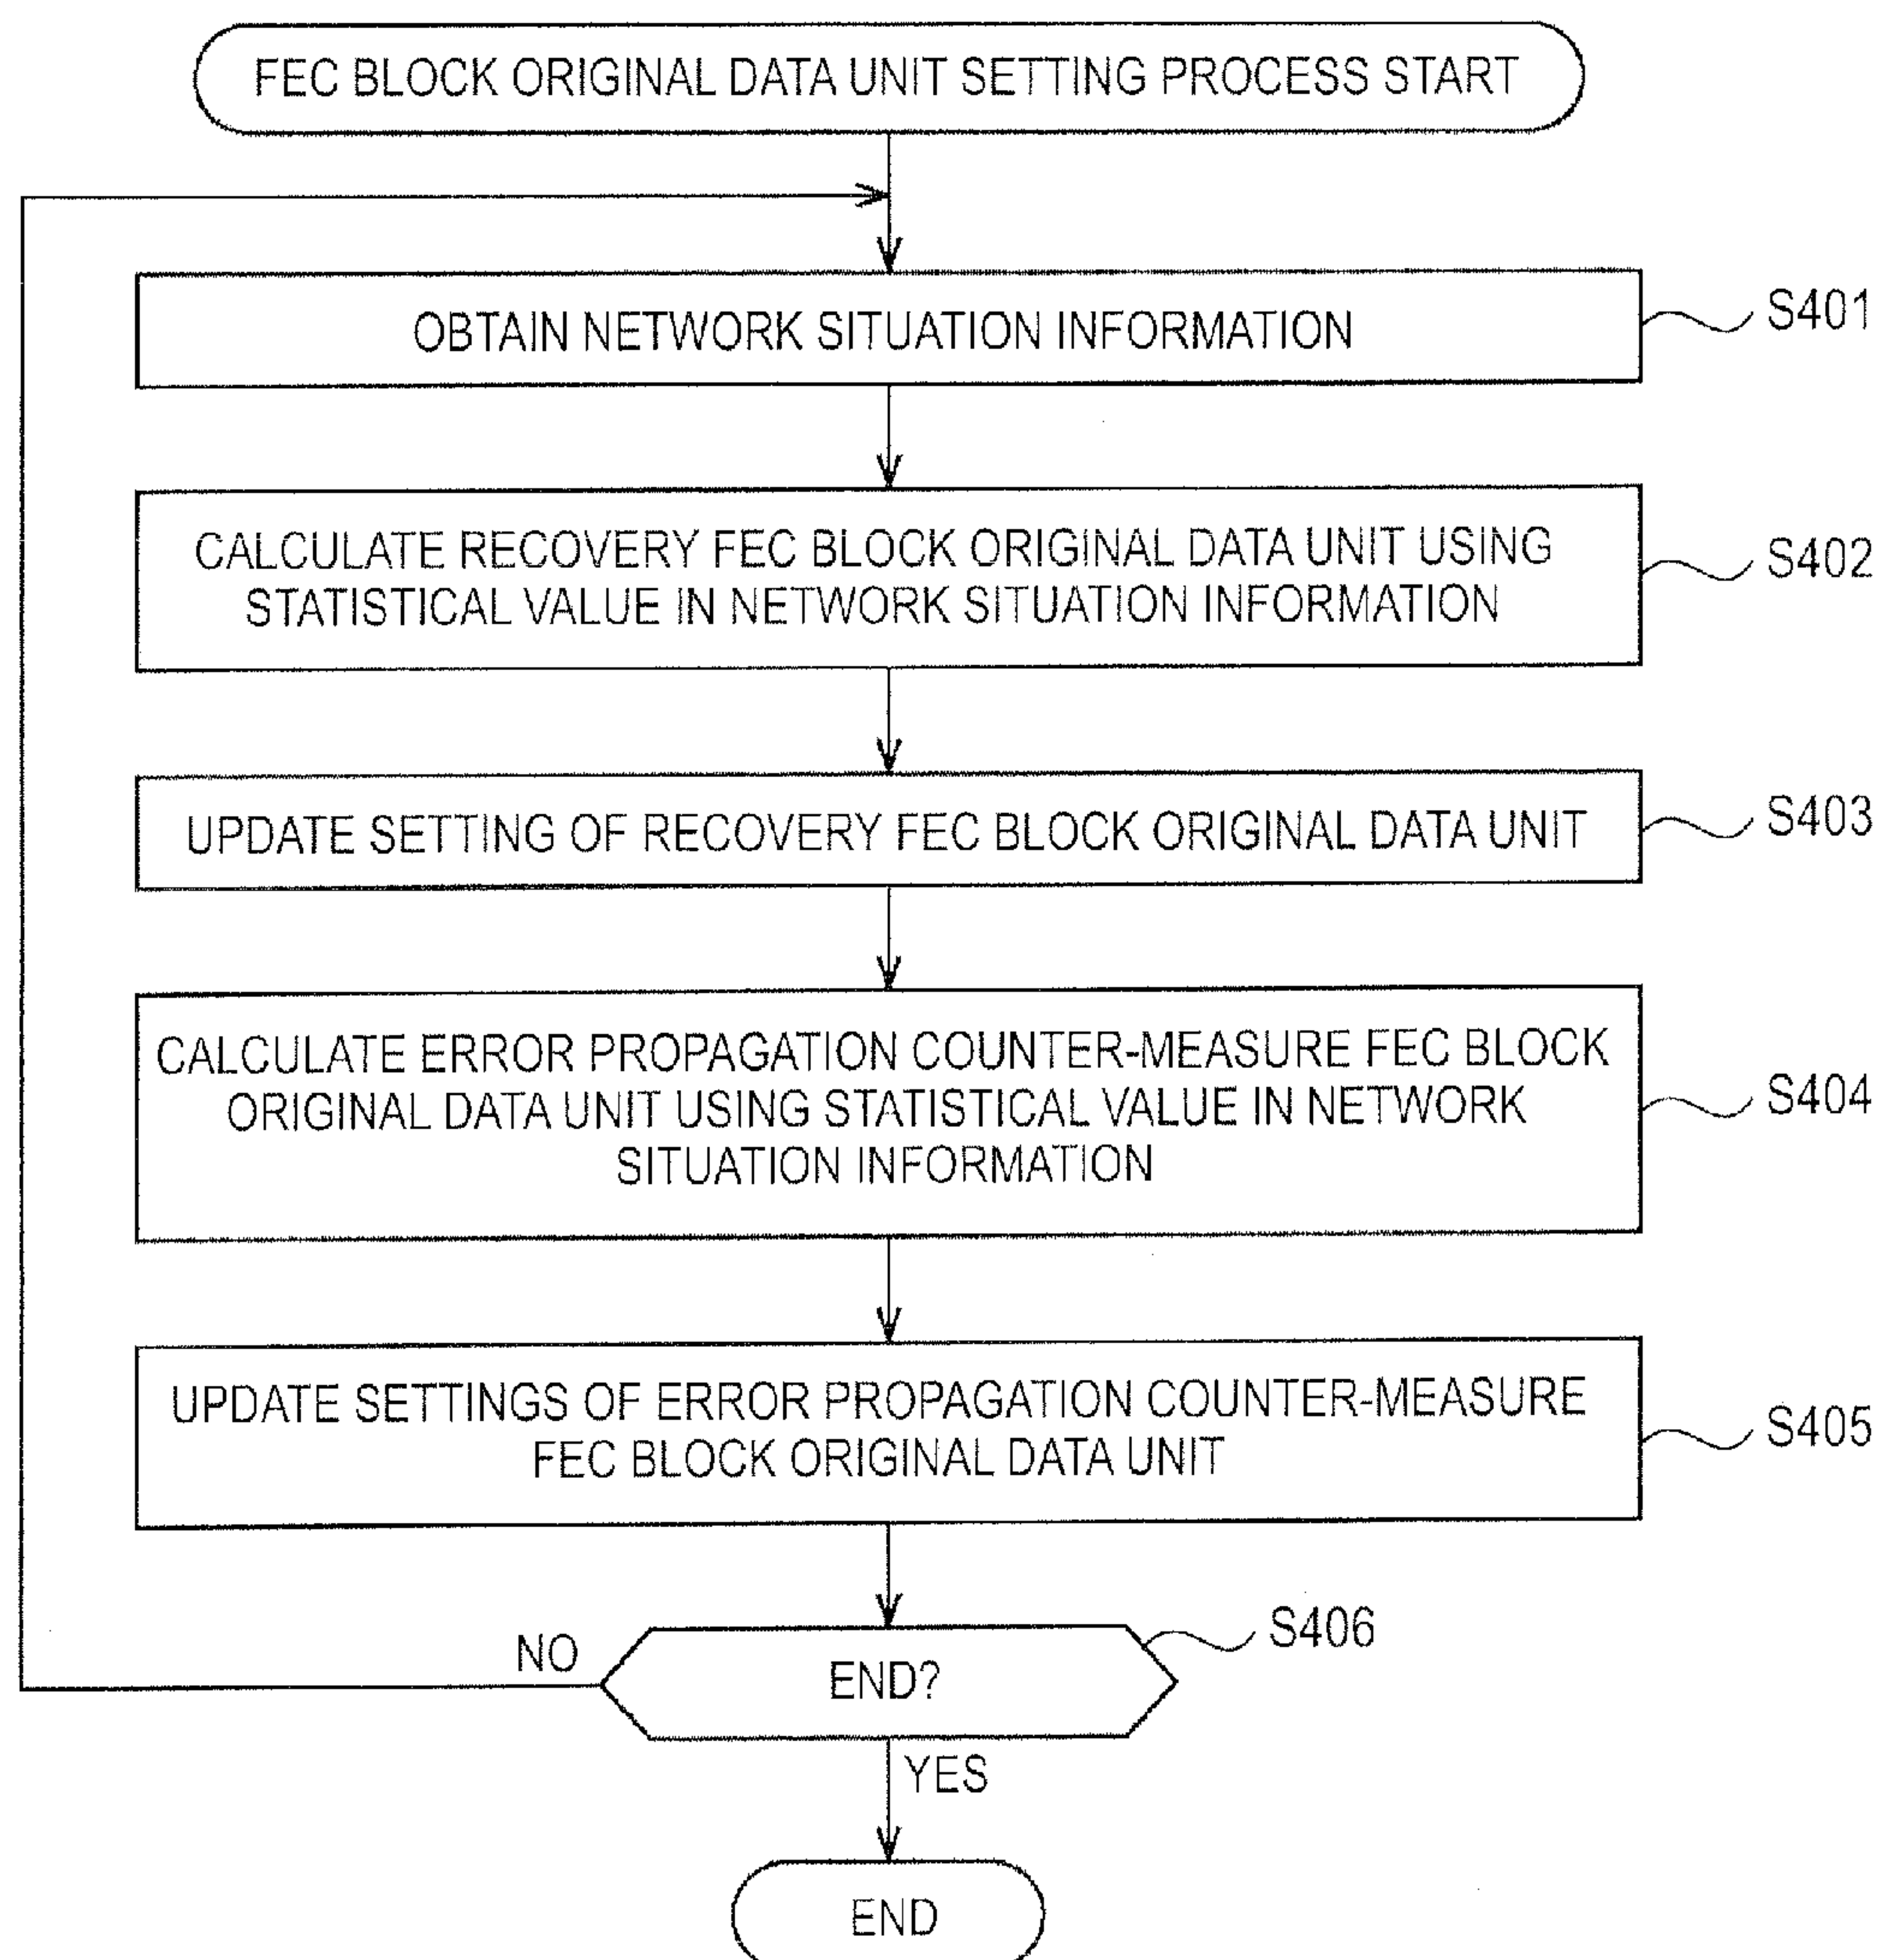 FEC BLOCK ORIGINAL DATA UNIT SETTING PROCESS START
OBTAIN NETWORK SITUATION INFORMATION
S401
CALCULATE RECOVERY FEC BLOCK ORIGINAL DATA UNIT USING
STATISTICAL VALUE IN NETWORK SITUATION INFORMATION
S402
UPDATE SETTING OF RECOVERY FEC BLOCK ORIGINAL DATA UNIT
S403
CALCULATE ERROR PROPAGATION COUNTER-MEASURE FEC BLOCK
ORIGINAL DATA UNIT USING STATISTICAL VALUE IN NETWORK
SITUATION INFORMATION
S404
UPDATE SETTINGS OF ERROR PROPAGATION COUNTER-MEASURE
FEC BLOCK ORIGINAL DATA UNIT
S405
NO
END?
S406
YES
END